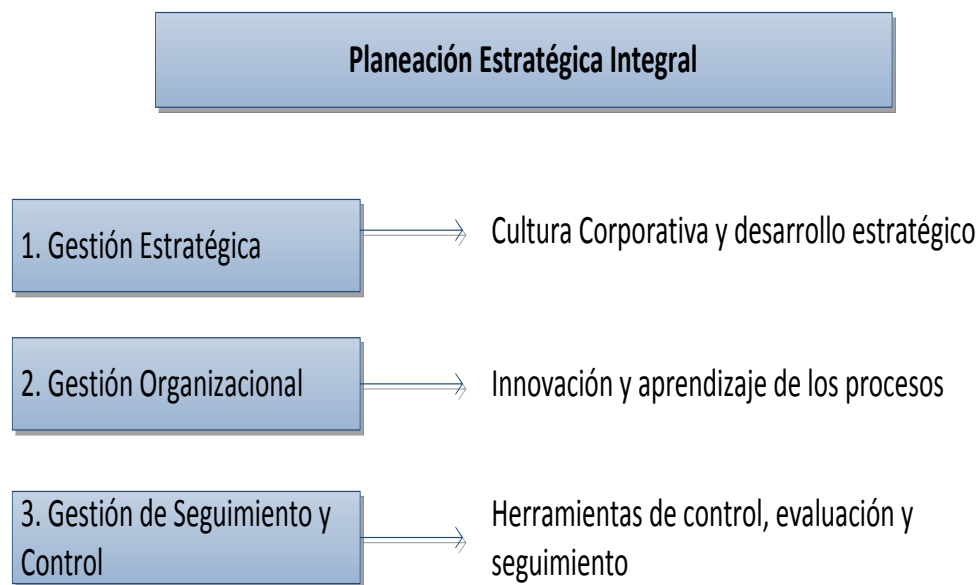 Planeación Estratégica Integral
1. Gestión Estratégica
Cultura Corporativa y desarrollo estratégico
2. Gestión Organizacional
Innovación y aprendizaje de los procesos
3. Gestión de Seguimiento y
Control
Herramientas de control, evaluación y
seguimiento